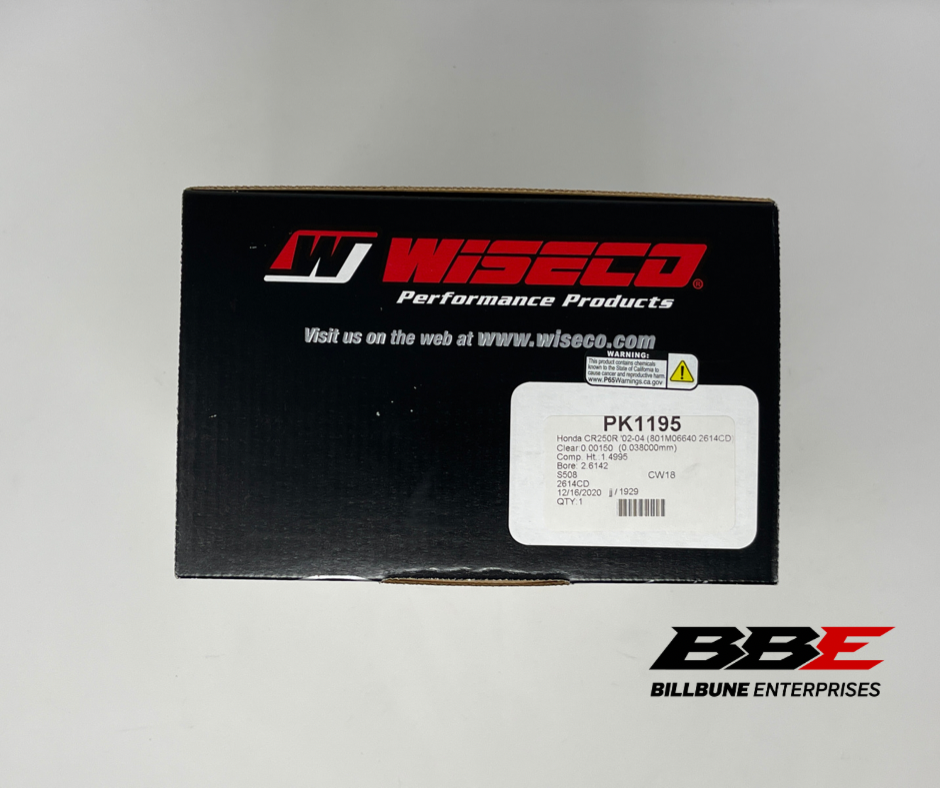 W WISECO®
Performance Products
Visit us on the web at www.wiseco.com
WARNING:
This product contains chemicals
known to the State of California to
cause cancer and reproductive harm
www.P65Warnings.ca.gov
PK1195
Honda CR250R '02-04 (801M06640 2614CD
Clear 0.00150 (0.038000mm)
Comp. Ht.:1.4995
Bore: 2.6142
S508 CW18
2614CD
12/16/2020 jj / 1929
QTY:1
BBE
BILLBUNE ENTERPRISES